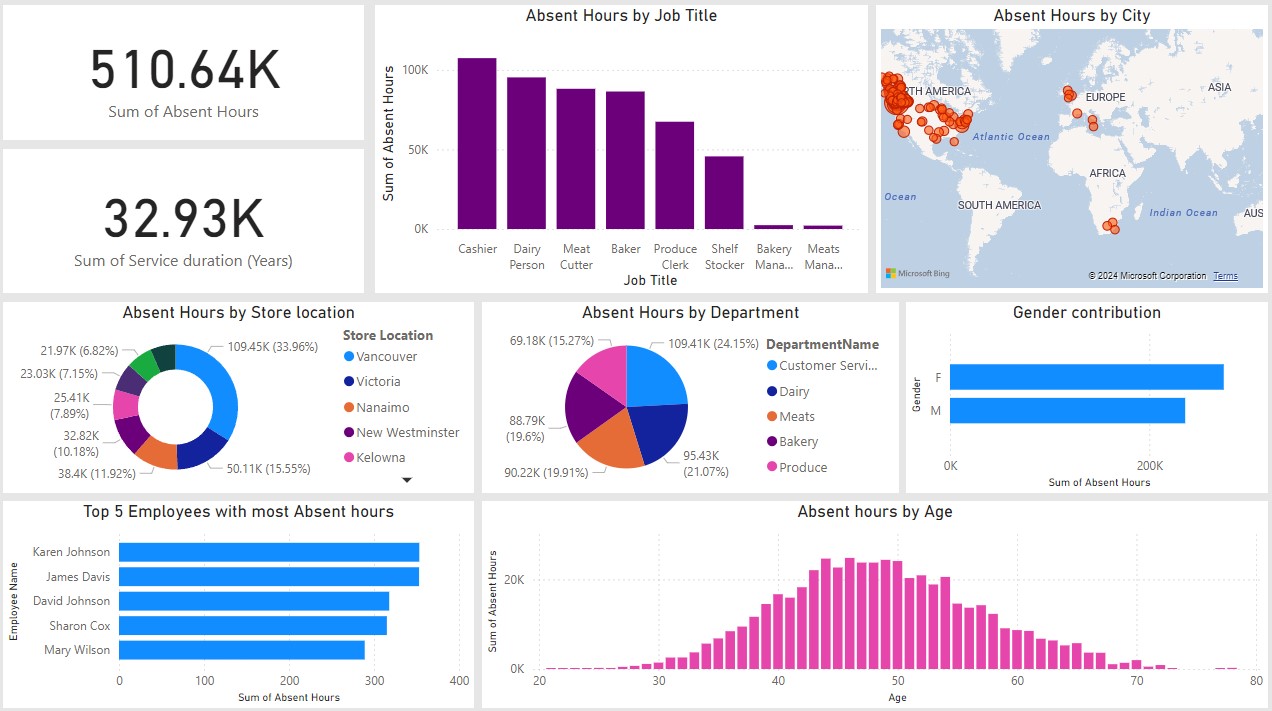 510.64K
Sum of Absent Hours
32.93K
Sum of Service duration (Years)
Absent Hours by Job Title
Sum of Absent Hours
100K
50K
0K
Cashier
Dairy
Person
Meat
Cutter
Baker
Produce
Clerk
Shelf
Stocker
Bakery
Mana...
Meats
Mana...
Job Title
Absent Hours by City
RTH AMERICA
EUROPE
ASIA
Atlantic Ocean
AFRICA
Ocean
SOUTH AMERICA
Indian Ocean
AUS
Microsoft Bing
© 2024 Microsoft Corporation Terms
Absent Hours by Store location
109.45K (33.96%)
50.11K (15.55%)
38.4K (11.92%)
32.82K
(10.18%)
25.41K
(7.89%)
23.03K (7.15%)
21.97K (6.82%)
Store Location
Vancouver
Victoria
Nanaimo
New Westminster
Kelowna
Absent Hours by Department
109.41K (24.15%)
95.43K
(21.07%)
90.22K (19.91%)
88.79K
(19.6%)
69.18K (15.27%)
DepartmentName
Customer Servi...
Dairy
Meats
Bakery
Produce
Gender contribution
Gender
F
M
0K
200K
Sum of Absent Hours
Top 5 Employees with most Absent hours
Employee Name
Karen Johnson
James Davis
David Johnson
Sharon Cox
Mary Wilson
0
100
200
300
400
Sum of Absent Hours
Absent hours by Age
Sum of Absent Hours
20K
0K
20
30
40
50
60
70
80
Age